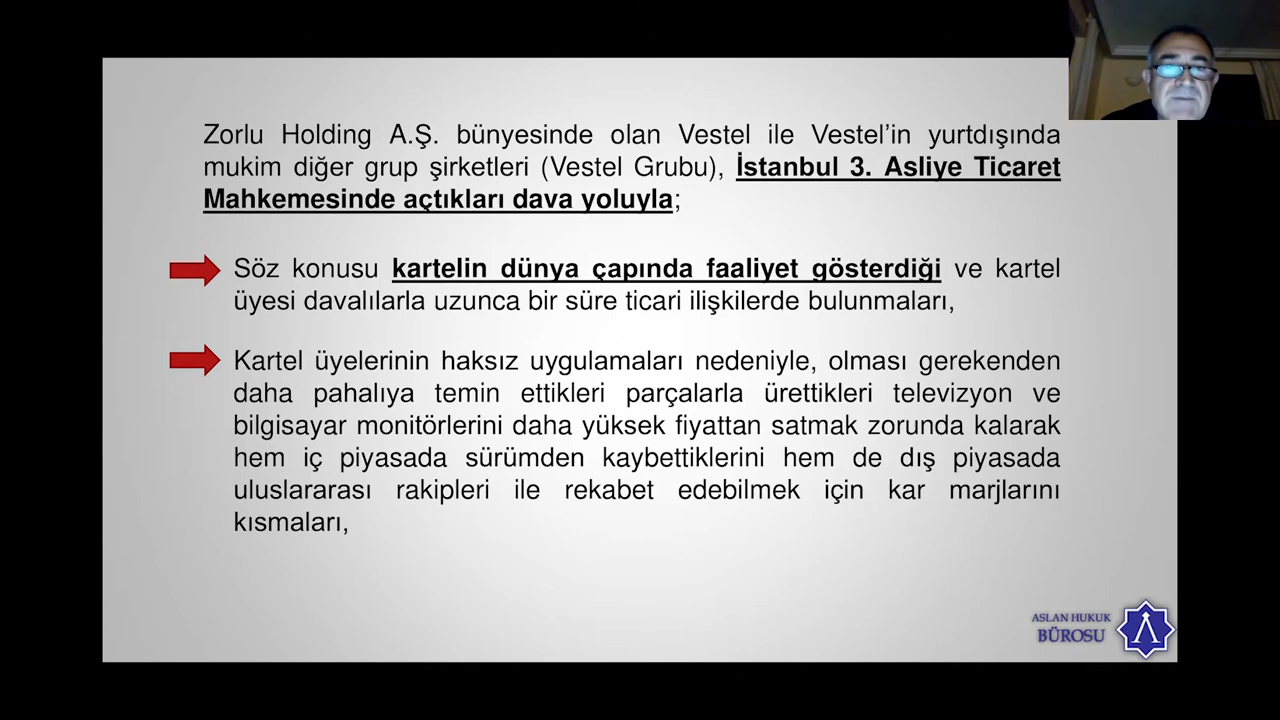 Zorlu Holding A.Ş. bünyesinde olan Vestel ile Vestel’in yurtdışında
mukim diğer grup şirketleri (Vestel Grubu), İstanbul 3. Asliye Ticaret
Mahkemesinde açtıkları dava yoluyla;
Söz konusu kartelin dünya çapında faaliyet gösterdiği ve kartel
üyesi davalılarla uzunca bir süre ticari ilişkilerde bulunmaları,
Kartel üyelerinin haksız uygulamaları nedeniyle, olması gerekenden
daha pahalıya temin ettikleri parçalarla ürettikleri televizyon ve
bilgisayar monitörlerini daha yüksek fiyattan satmak zorunda kalarak
hem iç piyasada sürümden kaybettiklerini hem de dış piyasada
uluslararası rakipleri ile rekabet edebilmek için kar marjlarını
kısmaları,
ASLAN HUKUK
BÜROSU